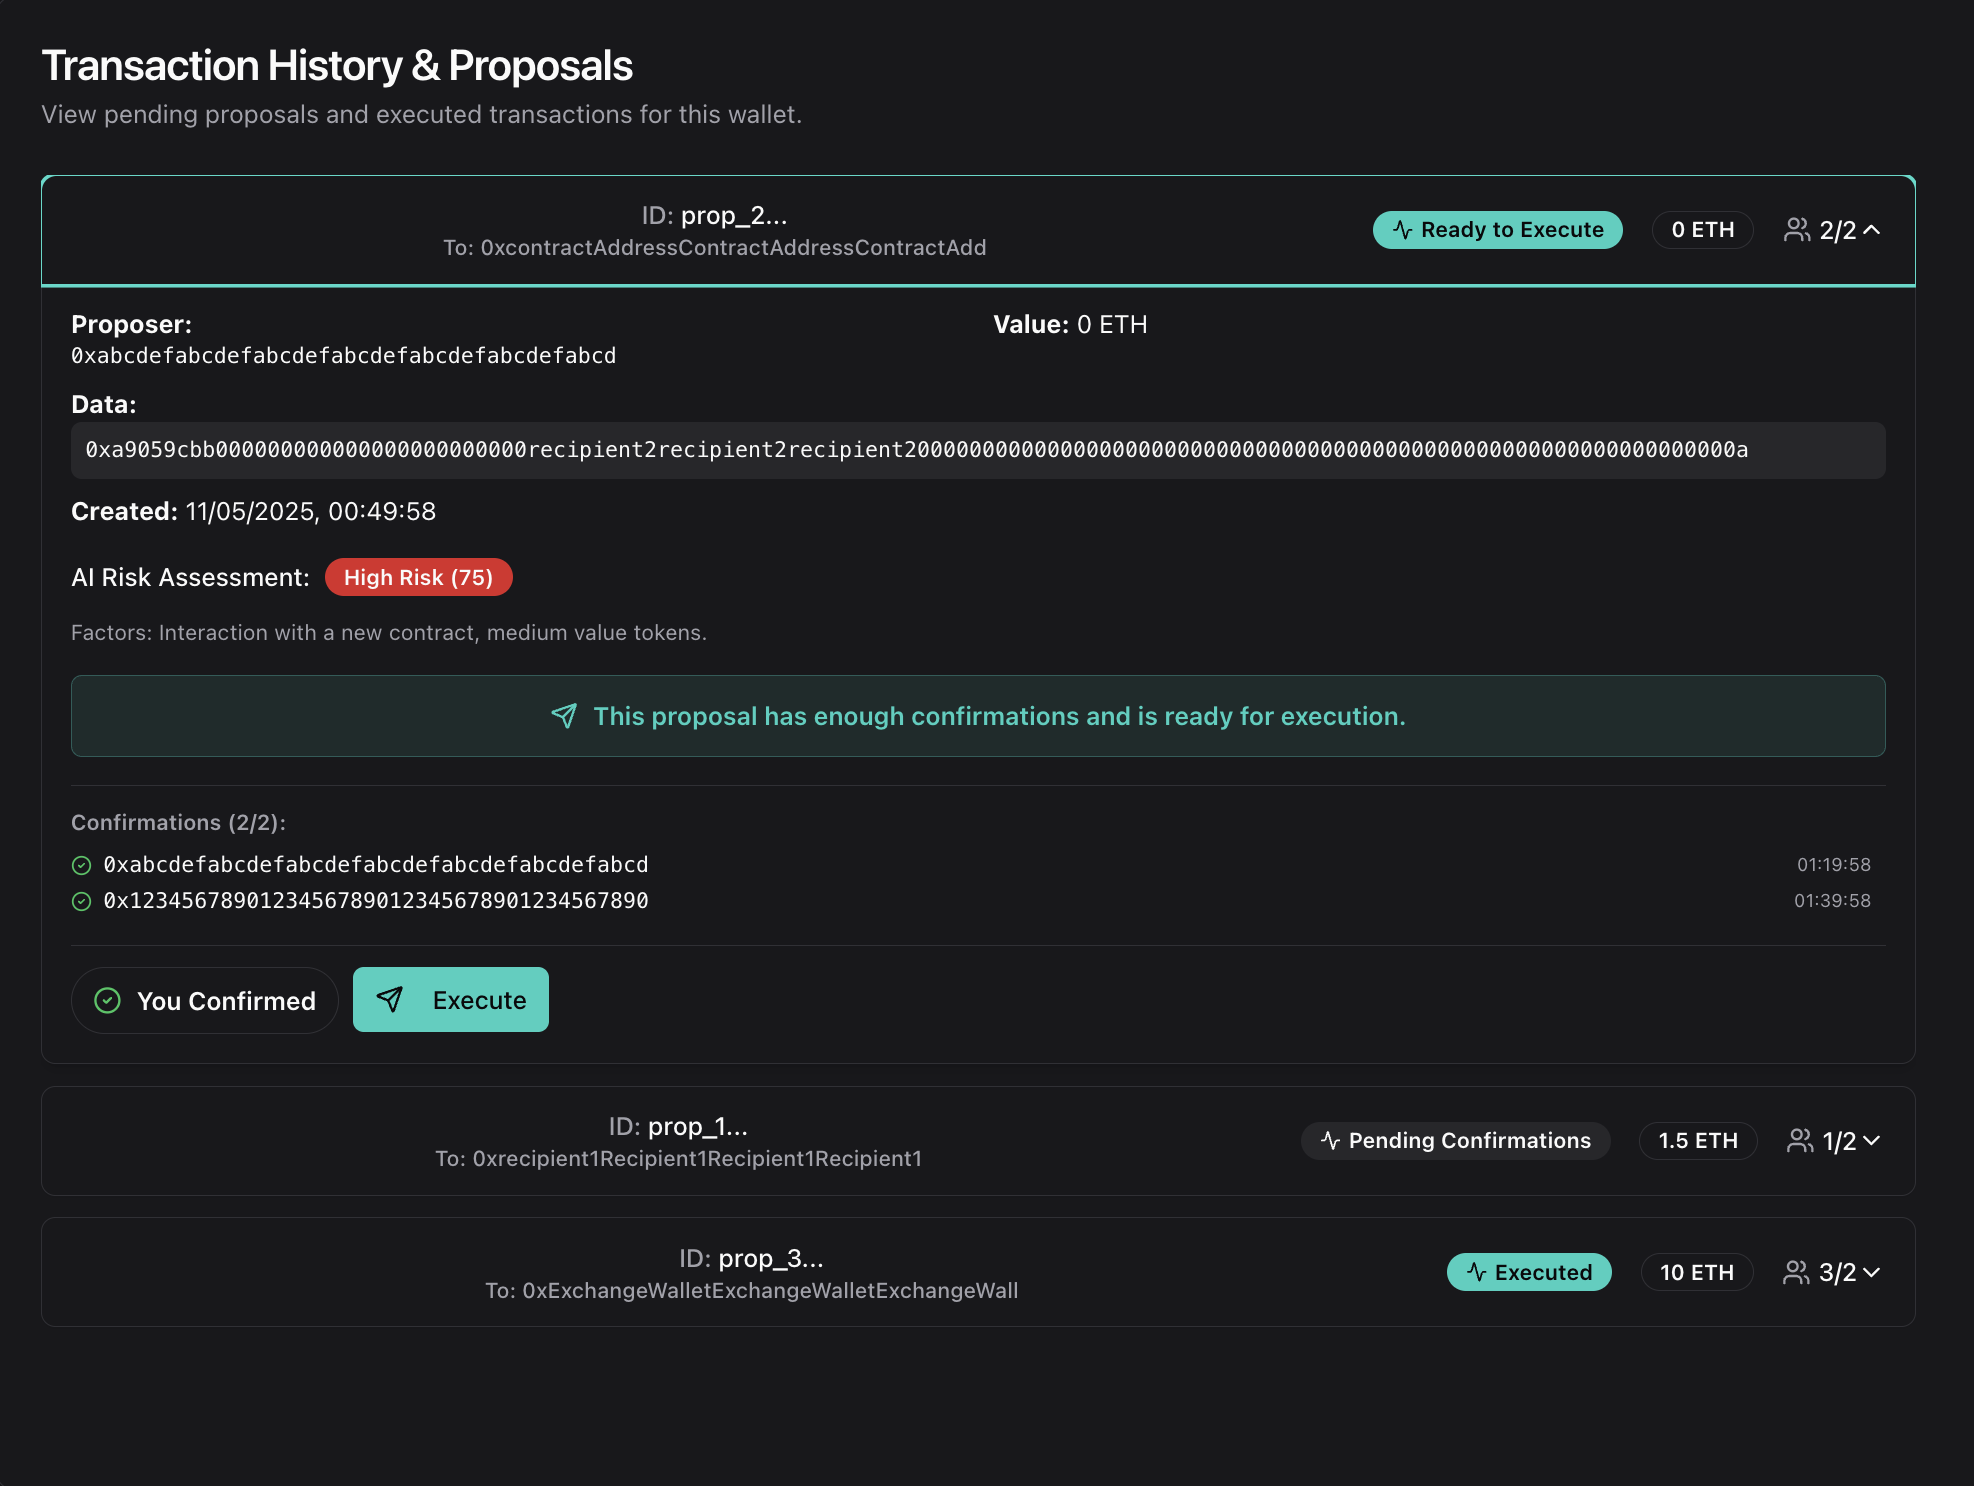 Transaction History & Proposals
View pending proposals and executed transactions for this wallet.
ID: prop_2...
To: 0xcontractAddressContractAddressContractAdd
Ready to Execute
0 ETH
2/2
Proposer:
0xabcdefabcdefabcdefabcdefabcdefabcdefabcd
Value: 0 ETH
Data:
0xa9059cbb000000000000000000000000recipient2recipient2recipient2000000000000000000000000000000000000000000000000000000000000000a
Created: 11/05/2025, 00:49:58
AI Risk Assessment: High Risk (75)
Factors: Interaction with a new contract, medium value tokens.
This proposal has enough confirmations and is ready for execution.
Confirmations (2/2):
0xabcdefabcdefabcdefabcdefabcdefabcdefabcd
01:19:58
0x1234567890123456789012345678901234567890
01:39:58
You Confirmed
Execute
ID: prop_1...
To: 0xrecipient1Recipient1Recipient1Recipient1
Pending Confirmations
1.5 ETH
1/2
ID: prop_3...
To: 0xExchangeWalletExchangeWalletExchangeWall
Executed
10 ETH
3/2